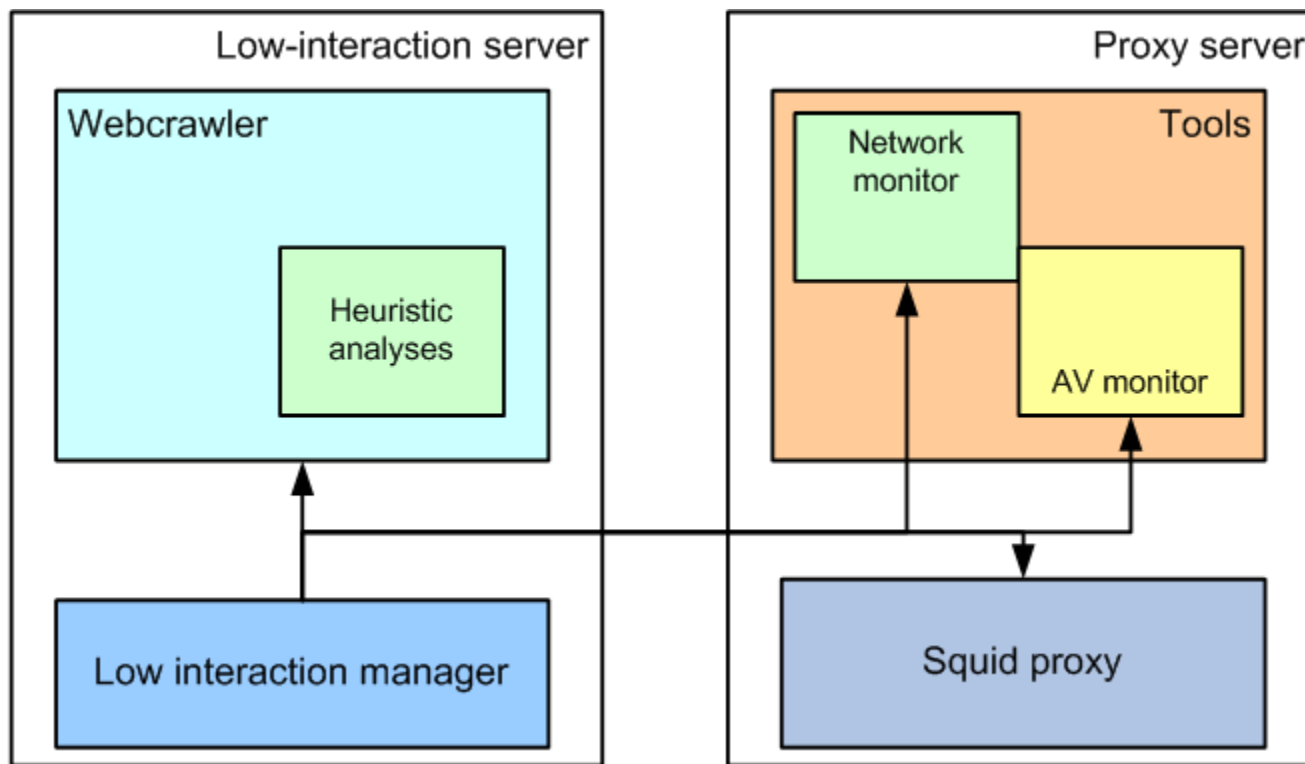 Low-interaction server
Webcrawler
Heuristic
analyses
Low interaction manager
Proxy server
Tools
Network
monitor
AV monitor
Squid proxy